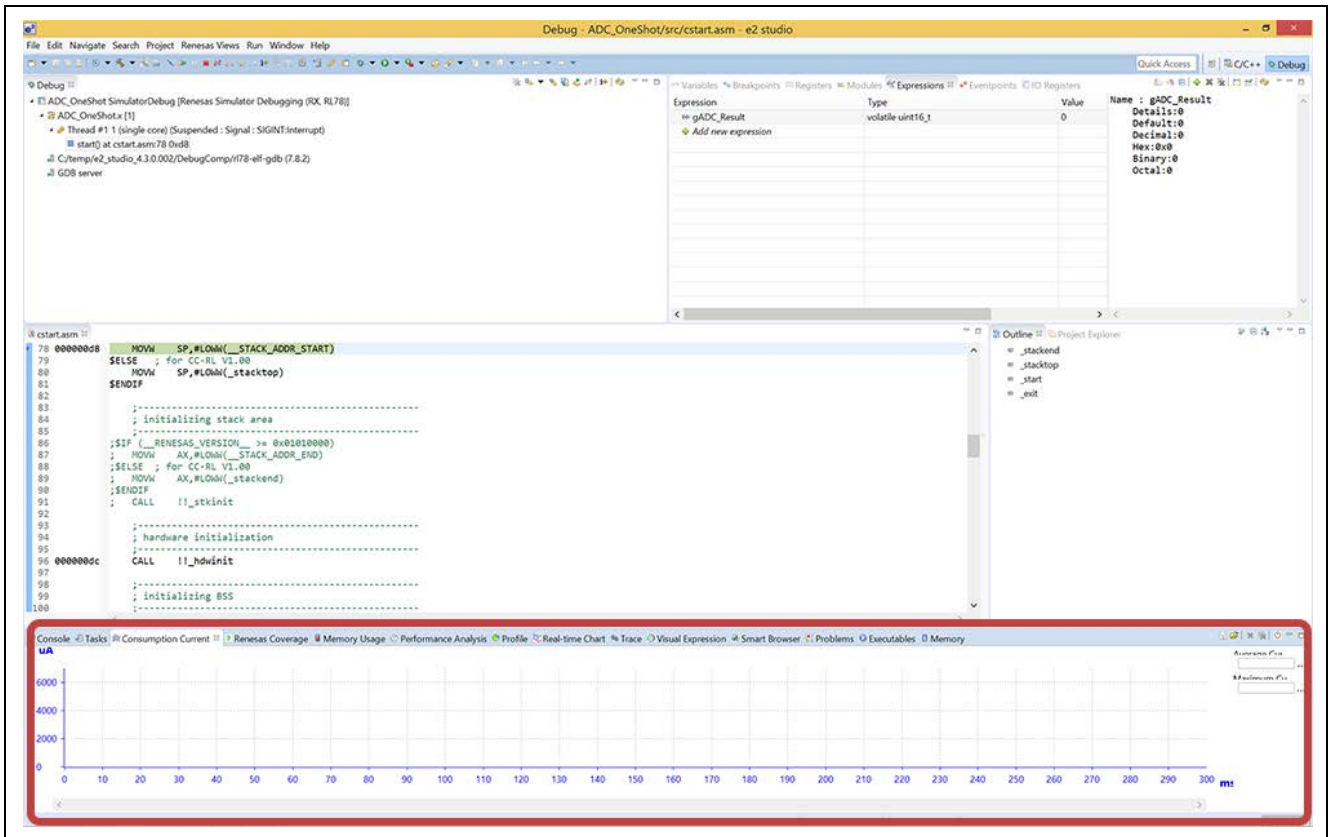 Debug - ADC_OneShot/src/cstart.asm - e2 studio
File Edit Navigate Search Project Renesas Views Run Window Help
Quick Access C/C++ Debug
Debug
ADC_OneShot SimulatorDebug [Renesas Simulator Debugging (RX, RL78)]
ADC_OneShot.x [1]
Thread #1 1 (single core) (Suspended : Signal : SIGINT:Interrupt)
start() at cstart.asm:78 0xd8
C:/temp/e2_studio_4.3.0.002/DebugComp/rl78-elf-gdb (7.8.2)
GDB server
Variables Breakpoints Registers Modules Expressions Eventpoints IO Registers
Expression Type Value
gADC_Result volatile uint16_t 0
Add new expression
Name : gADC_Result
Details:0
Default:0
Decimal:0
Hex:0x0
Binary:0
Octal:0
cstart.asm
78 000000d8 MOVW SP,#LOWW(__STACK_ADDR_START)
79 $ELSE ; for CC-RL V1.00
80 MOVW SP,#LOWW(_stacktop)
81 $ENDIF
82
83 ;-----------------------------------------------
84 ; initializing stack area
85 ;-----------------------------------------------
86 ;$IF (__RENESAS_VERSION__ >= 0x01010000)
87 ; MOVW AX,#LOWW(__STACK_ADDR_END)
88 ;$ELSE ; for CC-RL V1.00
89 ; MOVW AX,#LOWW(_stackend)
90 ;$ENDIF
91 ; CALL !!_stkinit
92
93 ;-----------------------------------------------
94 ; hardware initialization
95 ;-----------------------------------------------
96 000000dc CALL !!_hdwinit
97
98 ;-----------------------------------------------
99 ; initializing BSS
100 ;-----------------------------------------------
Outline Project Explorer
_stackend
_stacktop
_start
_exit
Console Tasks Consumption Current Renesas Coverage Memory Usage Performance Analysis Profile Real-time Chart Trace Visual Expression Smart Browser Problems Executables Memory
uA
6000
4000
2000
0
0 10 20 30 40 50 60 70 80 90 100 110 120 130 140 150 160 170 180 190 200 210 220 230 240 250 260 270 280 290 300 ms
Average Cur
Maximum Cu